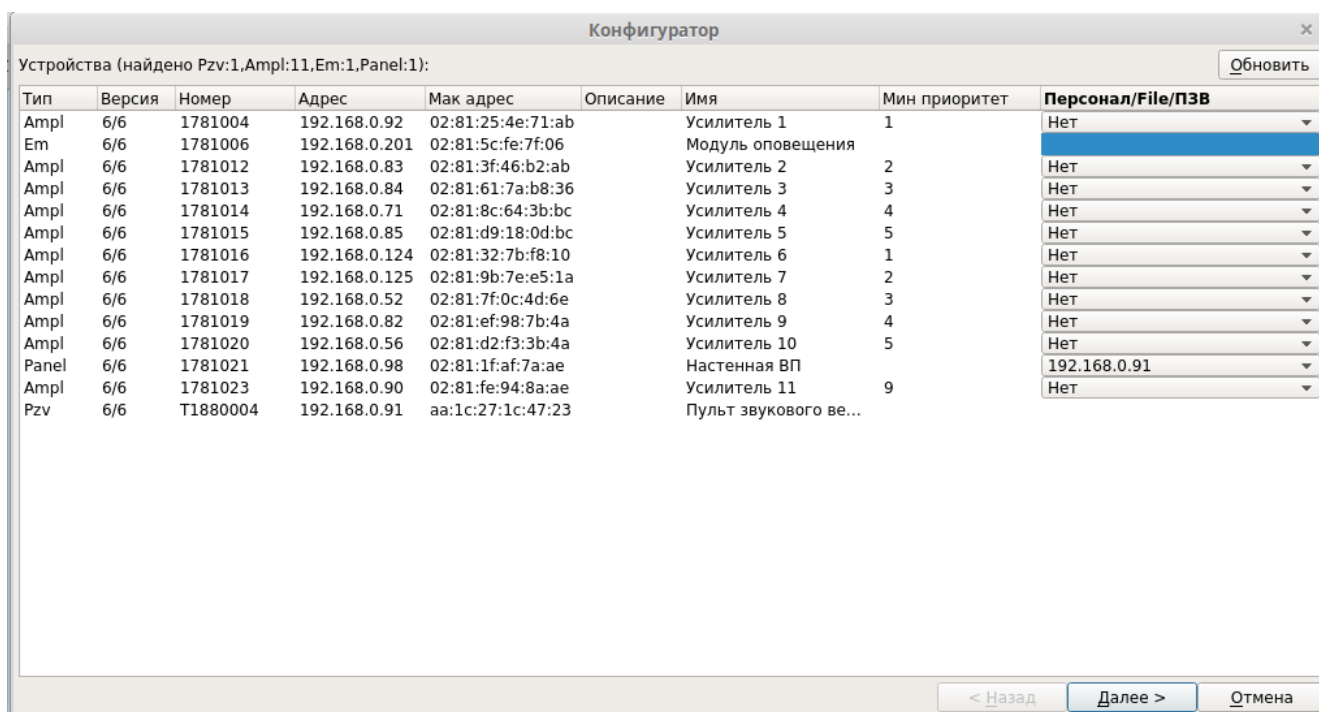 Конфигуратор
Устройства (найдено Pzv:1,Ampl:11,Em:1,Panel:1): Обновить
Тип Версия Номер Адрес Мак адрес Описание Имя Мин приоритет Персонал/File/ПЗВ
Ampl 6/6 1781004 192.168.0.92 02:81:25:4e:71:ab Усилитель 1 1 Нет
Em 6/6 1781006 192.168.0.201 02:81:5c:fe:7f:06 Модуль оповещения
Ampl 6/6 1781012 192.168.0.83 02:81:3f:46:b2:ab Усилитель 2 2 Нет
Ampl 6/6 1781013 192.168.0.84 02:81:61:7a:b8:36 Усилитель 3 3 Нет
Ampl 6/6 1781014 192.168.0.71 02:81:8c:64:3b:bc Усилитель 4 4 Нет
Ampl 6/6 1781015 192.168.0.85 02:81:d9:18:0d:bc Усилитель 5 5 Нет
Ampl 6/6 1781016 192.168.0.124 02:81:32:7b:f8:10 Усилитель 6 1 Нет
Ampl 6/6 1781017 192.168.0.125 02:81:9b:7e:e5:1a Усилитель 7 2 Нет
Ampl 6/6 1781018 192.168.0.52 02:81:7f:0c:4d:6e Усилитель 8 3 Нет
Ampl 6/6 1781019 192.168.0.82 02:81:ef:98:7b:4a Усилитель 9 4 Нет
Ampl 6/6 1781020 192.168.0.56 02:81:d2:f3:3b:4a Усилитель 10 5 Нет
Panel 6/6 1781021 192.168.0.98 02:81:1f:af:7a:ae Настенная ВП 192.168.0.91
Ampl 6/6 1781023 192.168.0.90 02:81:fe:94:8a:ae Усилитель 11 9 Нет
Pzv 6/6 T1880004 192.168.0.91 aa:1c:27:1c:47:23 Пульт звукового ве...
< Назад Далее > Отмена